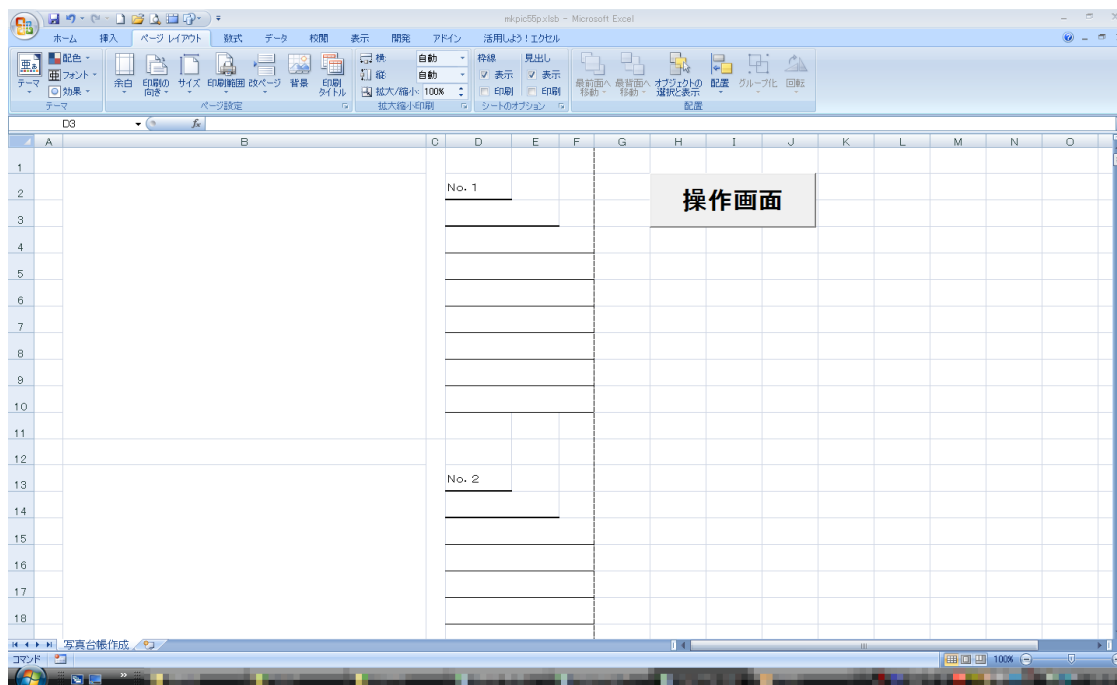 mkpic55p.xlsb - Microsoft Excel
ホーム 挿入 ページ レイアウト 数式 データ 校閲 表示 開発 アドイン 活用しよう！エクセル
テーマ
配色
フォント
効果
余白 印刷の向き サイズ 印刷範囲 改ページ 背景 印刷タイトル
横: 自動
縦: 自動
拡大/縮小: 100%
枠線 見出し
表示 表示
印刷 印刷
最前面へ移動 最背面へ移動 オブジェクトの選択と表示 配置 グループ化 回転
テーマ ページ設定 拡大縮小印刷 シートのオプション 配置
D3 fx
A B C D E F G H I J K L M N O
1
2 No. 1 操作画面
3
4
5
6
7
8
9
10
11
12
13 No. 2
14
15
16
17
18
写真台帳作成
コマンド 100%